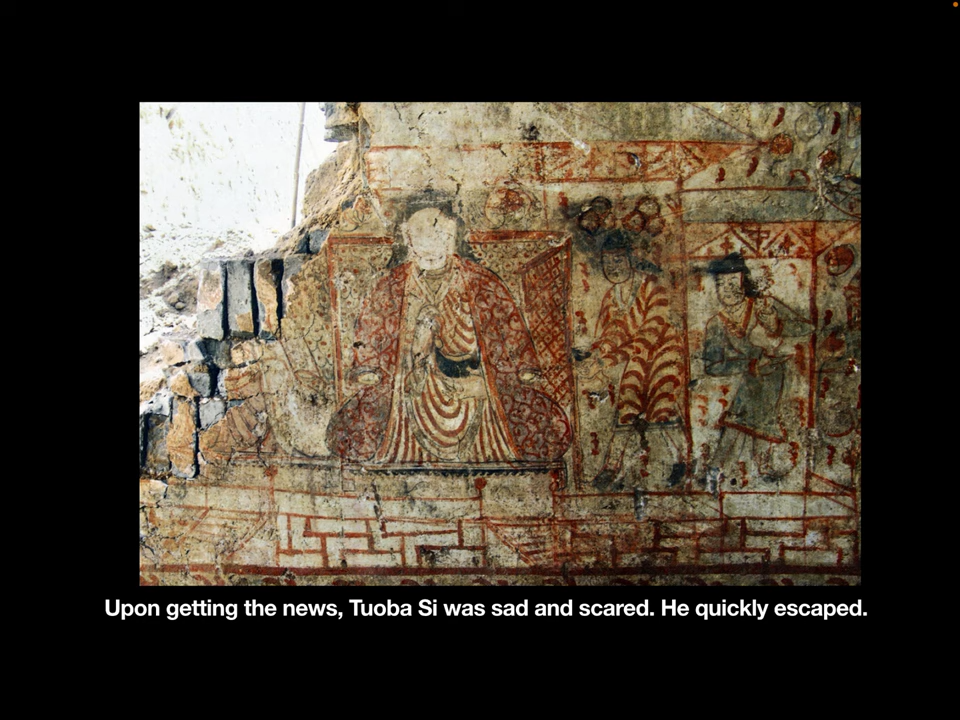 Upon getting the news, Tuoba Si was sad and scared. He quickly escaped.